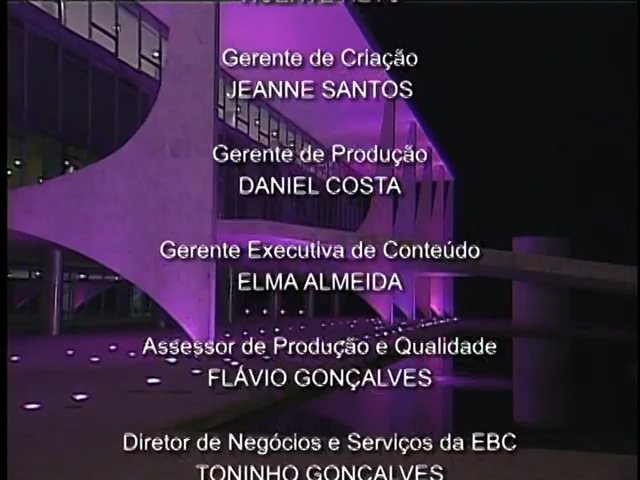 Gerente de Criação
JEANNE SANTOS
Gerente de Produção
DANIEL COSTA
Gerente Executiva de Conteúdo
ELMA ALMEIDA
Assessor de Produção e Qualidade
FLÁVIO GONÇALVES
Diretor de Negócios e Serviços da EBC
TONINHO GONÇALVES